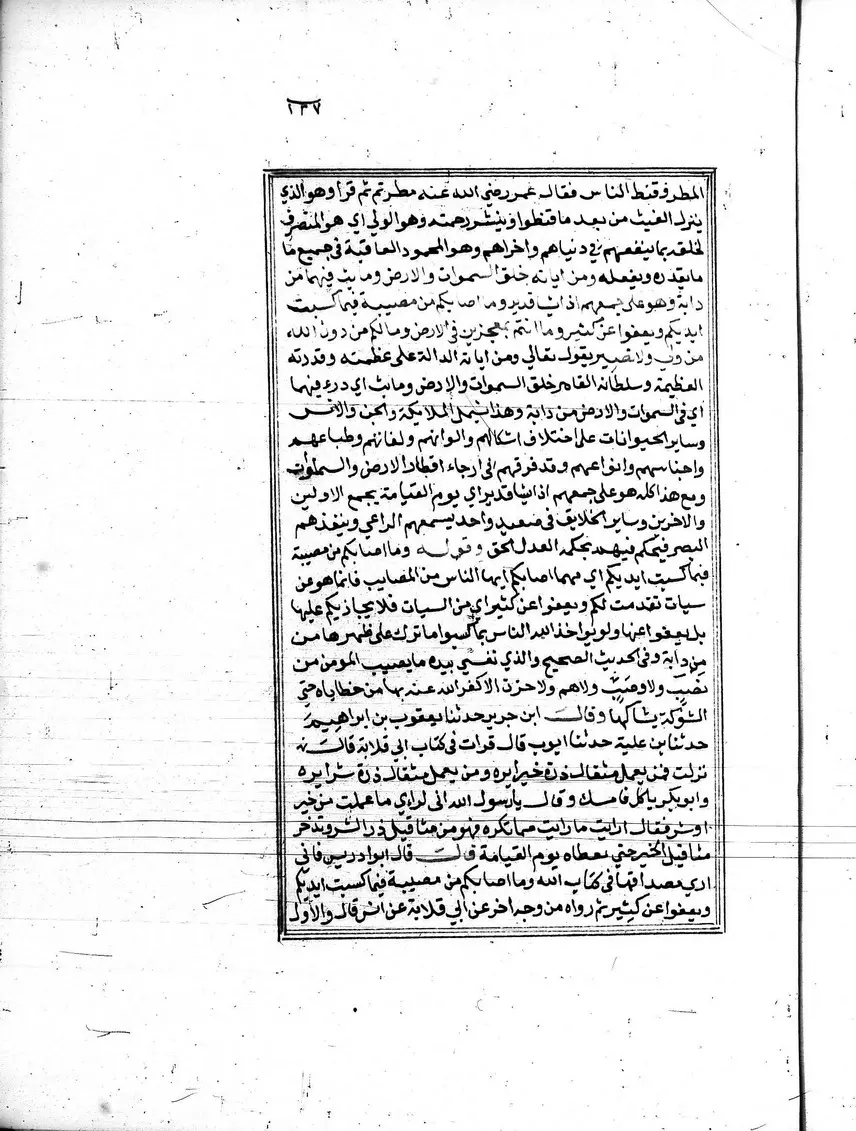 ١٣٧
المطر وقنط الناس فقال عمر رضي الله عنه مطرتم ثم قرأ وهو الذي
ينزل الغيث من بعد ما قنطوا وينشر رحمته وهو الولي اي هو المتصرف
لخلقه بما ينفعهم في دنياهم واخراهم وهو المحمود العاقبة في جميع ما
ما يقدره ويفعله ومن اياته خلق السموات والارض وما بث فيهما من
دابة وهو على جمعهم اذا يشا قدير وما اصابكم من مصيبة فبما كسبت
ايديكم ويعفوا عن كثير وما انتم بمعجزين في الارض وما لكم من دون الله
من ولي ولا نصير يقول تعالي ومن اياته الدالة على عظمته وقدرته
العظيمة وسلطانه القاهر خلق السموات والارض وما بث اي ذرء فيهما
اي في السموات والارض من دابة وهذا يشمل الملايكة والجن والانس
وساير الحيوانات على اختلاف اشكالهم والوانهم ولغاتهم وطباعهم
واجناسهم وانواعهم وقد فرقهم الى ارجاء اقطار الارض والسموات
ومع هذا كله هو على جمعهم اذا يشا قدير اي يوم القيامة يجمع الاولين
والاخرين وساير الخلايق في صعيد واحد يسمعهم الداعي وينفذهم
البصر فيحكم فيهم بحكمه العدل الحق وقوله وما اصابكم من مصيبة
فبما كسبت ايديكم اي مهما اصابكم ايها الناس من المصايب فانما هو عن
سيات تقدمت لكم ويعفوا عن كثير اي من السيات فلا يجازيكم عليها
بل يعفوا عنها ولو يواخذ الله الناس بما كسبوا ما ترك على ظهرها من
من دابة وفي الحديث الصحيح والذي نفسي بيده ما يصيب المومن من
نصب ولا وصب ولا هم ولا حزن الا كفر الله عنه بها من خطاياه حتي
الشوكة يشاكها وقال ابن جرير حدثنا يعقوب بن ابراهيم
حدثنا بن علية حدثنا ايوب قال قرات في كتاب ابي قلابة قال
نزلت فمن يعمل مثقال ذرة خيرا يره ومن يعمل مثقال ذرة شرا يره
وابو بكر ياكل فامسك وقال يا رسول الله اني لراءي ما عملت من خير
او شر فقال ارايت ما رايت مما تكره فهو من مثاقيل ذر الشر وتدخر
مثاقيل الخير حتي تعطاه يوم القيامة قال قال ابو ادريس فاني
اري مصداقها في كتاب الله وما اصابكم من مصيبة فبما كسبت ايديكم
ويعفوا عن كثير ثم رواه من وجه اخر عن ابي قلابة عن انس قال والاول